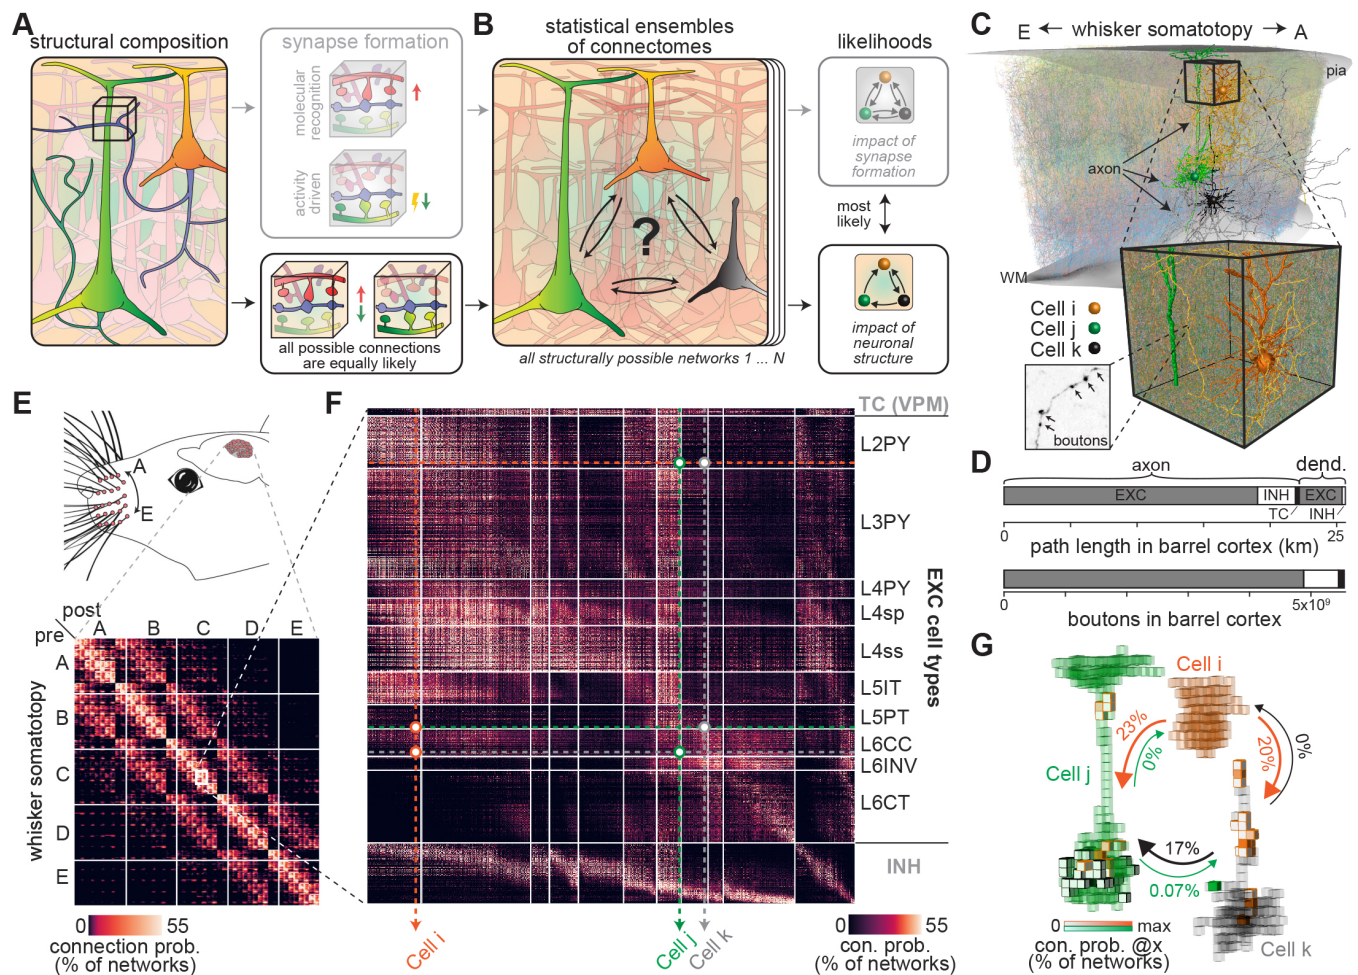 A
structural composition
synapse formation
molecular
recognition
activity
driven
all possible connections
are equally likely
B
statistical ensembles
of connectomes
?
all structurally possible networks 1 ... N
likelihoods
impact of
synapse
formation
most
likely
impact of
neuronal
structure
C
E
whisker somatotopy
A
pia
axon
WM
Cell i
Cell j
Cell k
boutons
D
axon
dend.
EXC
INH
EXC
TC
INH
0
25
path length in barrel cortex (km)
0
5x10⁹
boutons in barrel cortex
E
A
E
post
pre
A
B
C
D
E
A
B
C
D
E
whisker somatotopy
0
55
connection prob.
(% of networks)
F
TC (VPM)
L2PY
L3PY
L4PY
L4sp
L4ss
L5IT
L5PT
L6CC
L6INV
L6CT
INH
EXC cell types
Cell i
Cell j
Cell k
0
55
con. prob.
(% of networks)
G
Cell i
23%
0%
20%
0%
Cell j
17%
0.07%
0
max
con. prob. @x
(% of networks)
Cell k